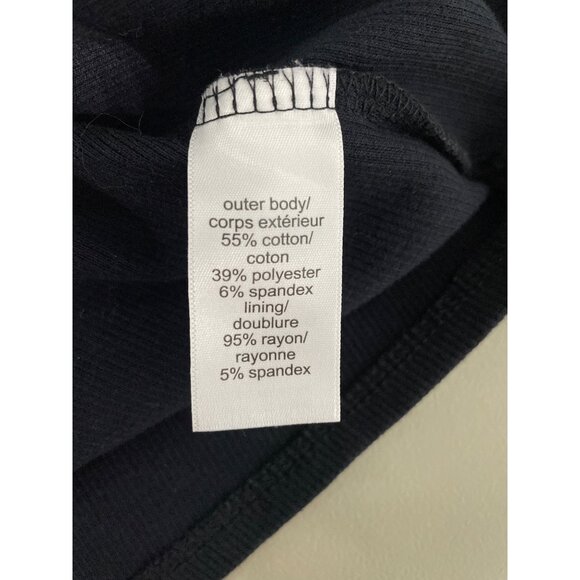 outer body/
corps extérieur
55% cotton/
coton
39% polyester
6% spandex
lining/
doublure
95% rayon/
rayonne
5% spandex